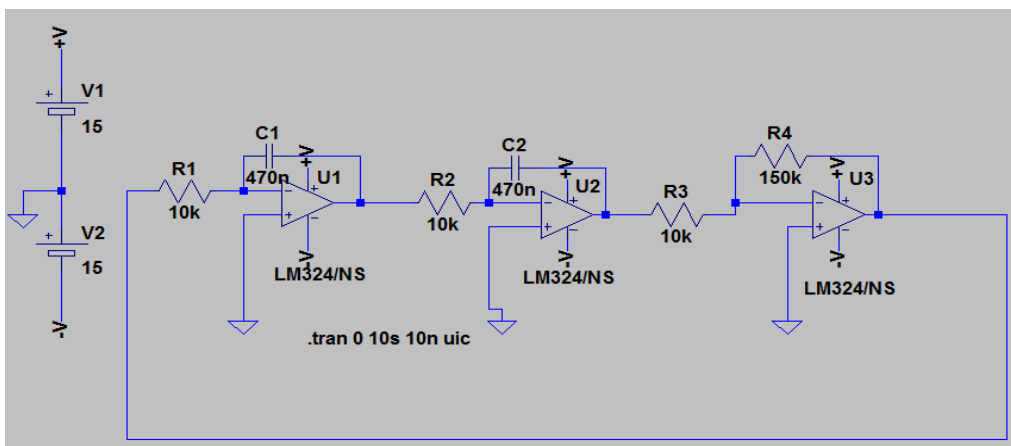 +V
V1
15
V2
15
-V
R1
10k
C1
470n
+V
U1
-V
LM324/NS
R2
10k
C2
470n
+V
U2
-V
LM324/NS
R3
10k
R4
150k
+V
U3
-V
LM324/NS
.tran 0 10s 10n uic